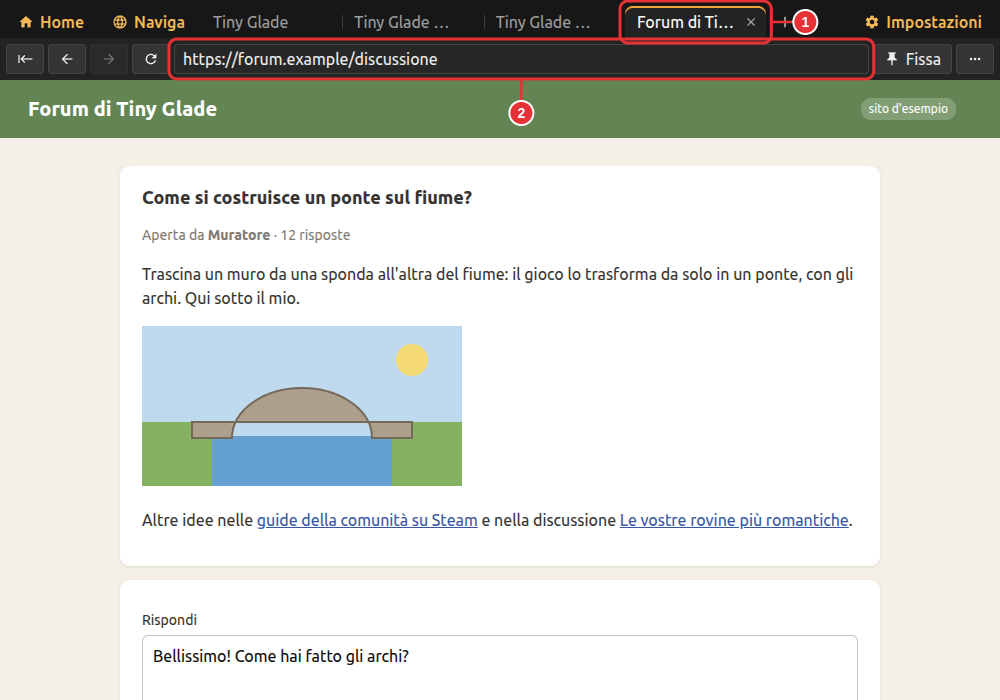 Home
Naviga
Tiny Glade
Tiny Glade ...
Tiny Glade ...
Forum di Ti...
1
Impostazioni
https://forum.example/discussione
Fissa
2
Forum di Tiny Glade
sito d'esempio
Come si costruisce un ponte sul fiume?
Aperta da Muratore · 12 risposte
Trascina un muro da una sponda all'altra del fiume: il gioco lo trasforma da solo in un ponte, con gli
archi. Qui sotto il mio.
Altre idee nelle guide della comunità su Steam e nella discussione Le vostre rovine più romantiche.
Rispondi
Bellissimo! Come hai fatto gli archi?